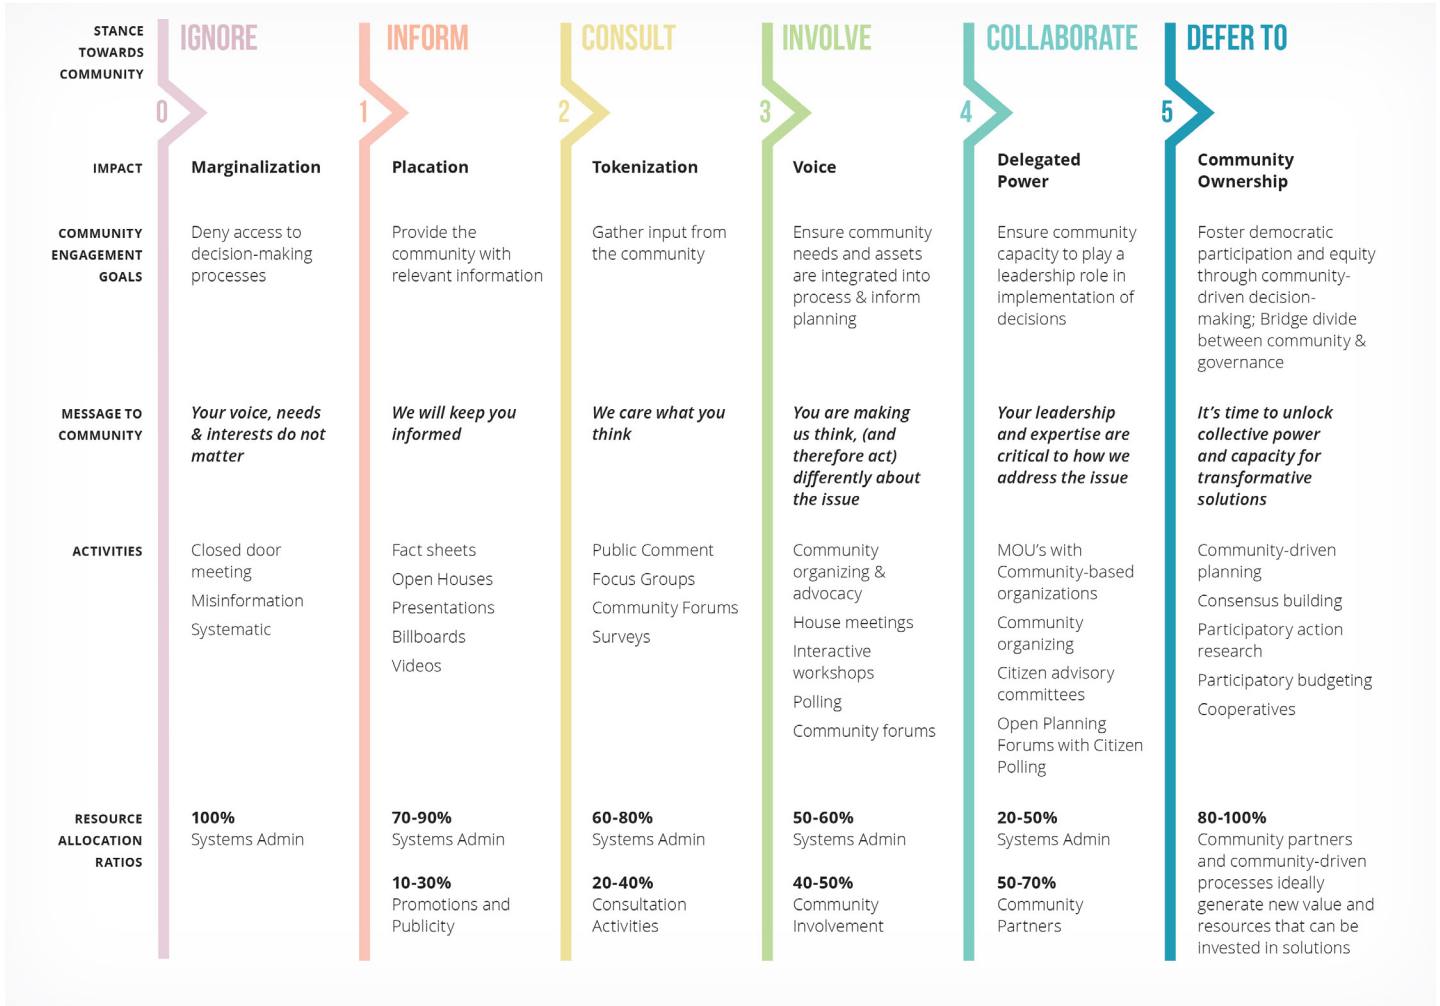 STANCE
TOWARDS
COMMUNITY
IGNORE
INFORM
CONSULT
INVOLVE
COLLABORATE
DEFER TO
0
1
2
3
4
5
IMPACT
Marginalization
Placation
Tokenization
Voice
Delegated
Power
Community
Ownership
COMMUNITY
ENGAGEMENT
GOALS
Deny access to
decision-making
processes
Provide the
community with
relevant information
Gather input from
the community
Ensure community
needs and assets
are integrated into
process & inform
planning
Ensure community
capacity to play a
leadership role in
implementation of
decisions
Foster democratic
participation and equity
through community-
driven decision-
making; Bridge divide
between community &
governance
MESSAGE TO
COMMUNITY
Your voice, needs
& interests do not
matter
We will keep you
informed
We care what you
think
You are making
us think, (and
therefore act)
differently about
the issue
Your leadership
and expertise are
critical to how we
address the issue
It's time to unlock
collective power
and capacity for
transformative
solutions
ACTIVITIES
Closed door
meeting
Misinformation
Systematic
Fact sheets
Open Houses
Presentations
Billboards
Videos
Public Comment
Focus Groups
Community Forums
Surveys
Community
organizing &
advocacy
House meetings
Interactive
workshops
Polling
Community forums
MOU's with
Community-based
organizations
Community
organizing
Citizen advisory
committees
Open Planning
Forums with Citizen
Polling
Community-driven
planning
Consensus building
Participatory action
research
Participatory budgeting
Cooperatives
RESOURCE
ALLOCATION
RATIOS
100%
Systems Admin
70-90%
Systems Admin
10-30%
Promotions and
Publicity
60-80%
Systems Admin
20-40%
Consultation
Activities
50-60%
Systems Admin
40-50%
Community
Involvement
20-50%
Systems Admin
50-70%
Community
Partners
80-100%
Community partners
and community-driven
processes ideally
generate new value and
resources that can be
invested in solutions